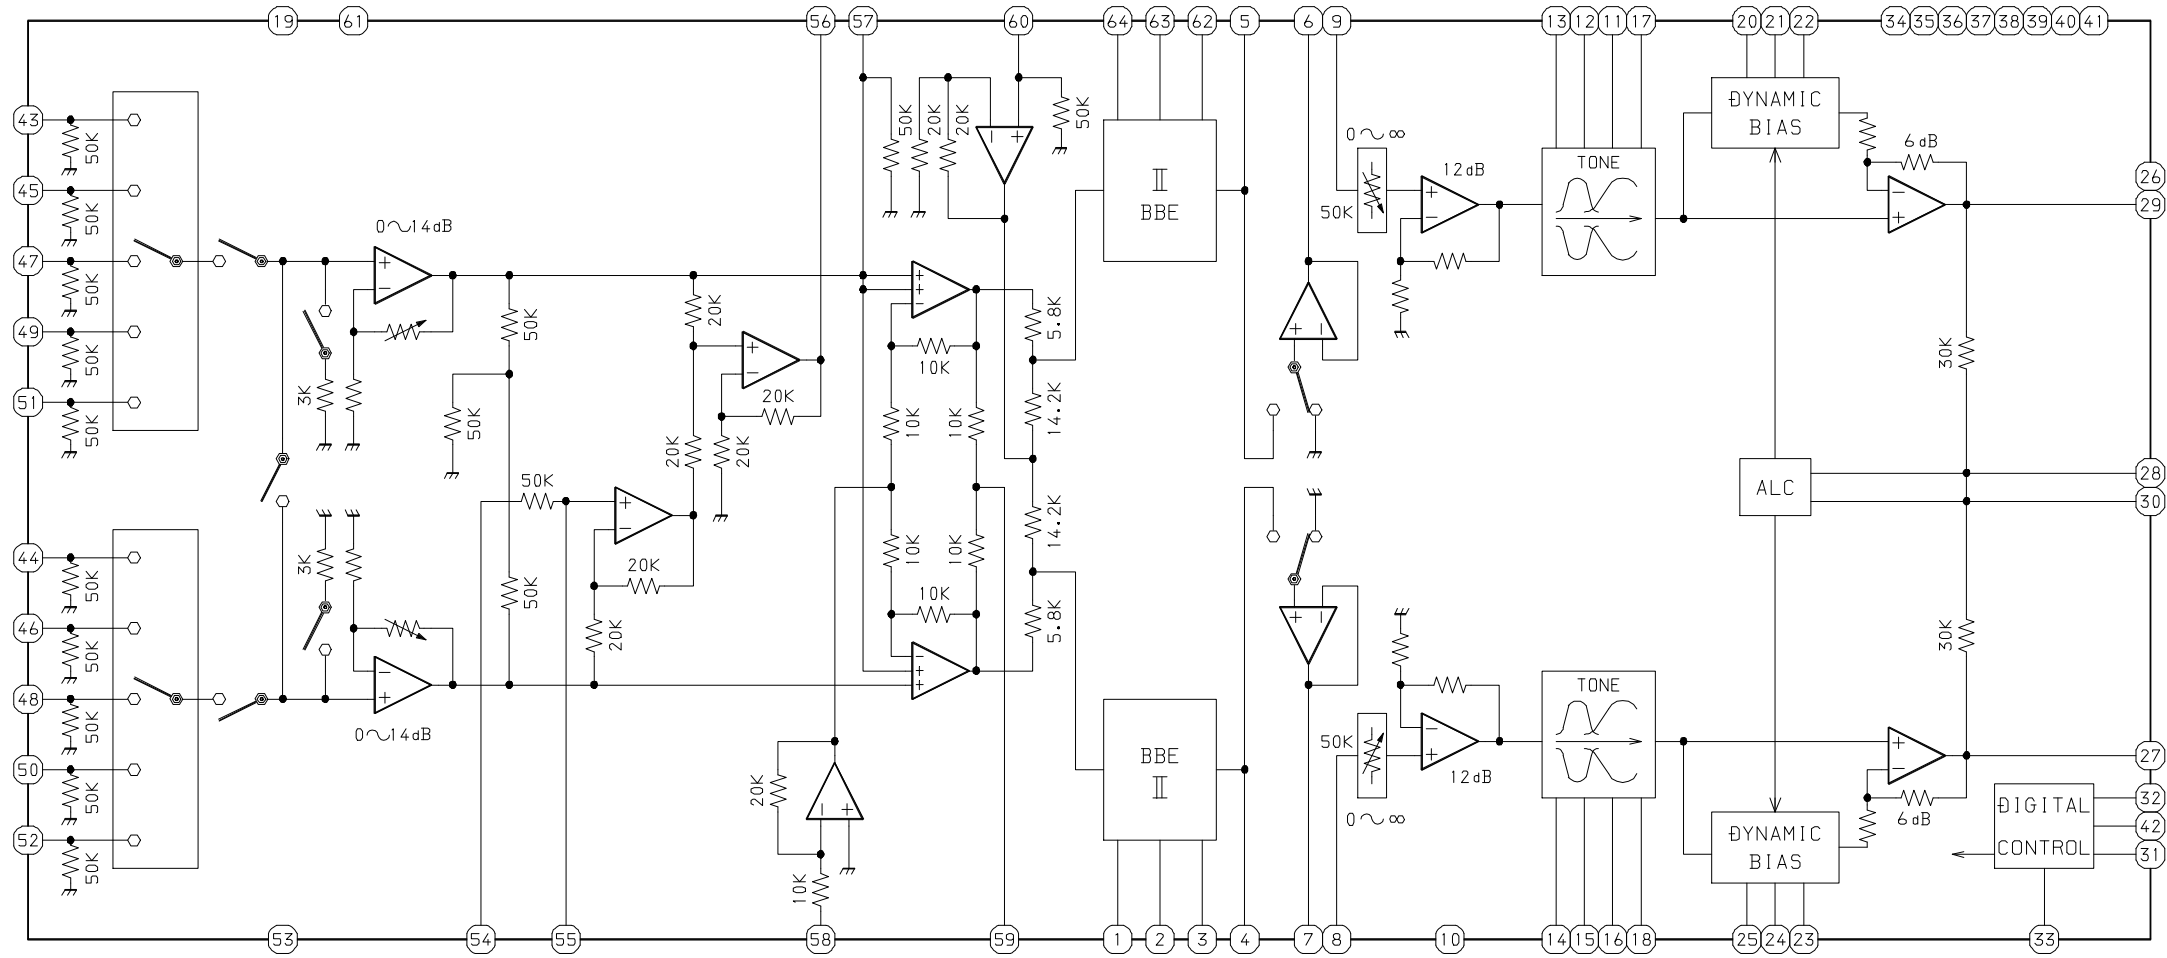 19 61 56 57 60 64 63 62 5 6 9 13 12 11 17 20 21 22 34 35 36 37 38 39 40 41
43
50K
45
50K
47
50K
49
50K
51
50K
44
50K
46
50K
48
50K
50
50K
52
50K
0~14dB
3K
3K
0~14dB
50K
50K
50K
50K
20K
20K
20K
20K
20K
20K
20K
10K
50K
20K
20K
50K
10K
10K
10K
10K
10K
10K
5.8K
14.2K
14.2K
5.8K
II
BBE
BBE
II
0~∞
50K
12dB
50K
0~∞
12dB
TONE
TONE
DYNAMIC
BIAS
6dB
30K
ALC
30K
DYNAMIC
BIAS
6dB
DIGITAL
CONTROL
26
29
28
30
27
32
42
31
53 54 55 58 59 1 2 3 4 7 8 10 14 15 16 18 25 24 23 33